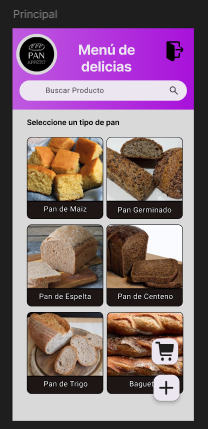 Principal
PAN
APPETIT
Menú de
delicias
Buscar Producto
Seleccione un tipo de pan
Pan de Maiz
Pan Germinado
Pan de Espelta
Pan de Centeno
Pan de Trigo
Baguet